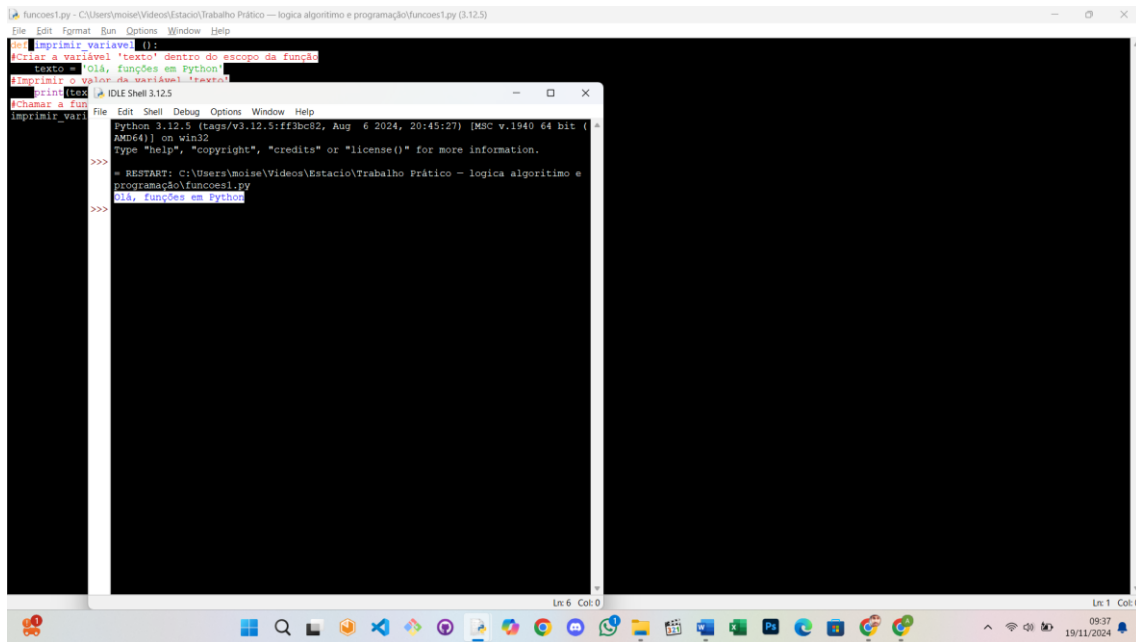 funcoes1.py - C:\Users\moise\Videos\Estacio\Trabalho Prático — logica algoritimo e programação\funcoes1.py (3.12.5)
File Edit Format Run Options Window Help
def imprimir_variavel ():
#Criar a variável 'texto' dentro do escopo da função
texto = 'Olá, funções em Python'
#Imprimir o valor da variável 'texto'
print(tex
#Chamar a fun
imprimir_vari
IDLE Shell 3.12.5
File Edit Shell Debug Options Window Help
Python 3.12.5 (tags/v3.12.5:ff3bc82, Aug 6 2024, 20:45:27) [MSC v.1940 64 bit (
AMD64)] on win32
Type "help", "copyright", "credits" or "license()" for more information.
>>>
= RESTART: C:\Users\moise\Videos\Estacio\Trabalho Prático — logica algoritimo e
programação\funcoes1.py
Olá, funções em Python
>>>
Ln: 6 Col: 0
Ln: 1 Col:
09:37
19/11/2024